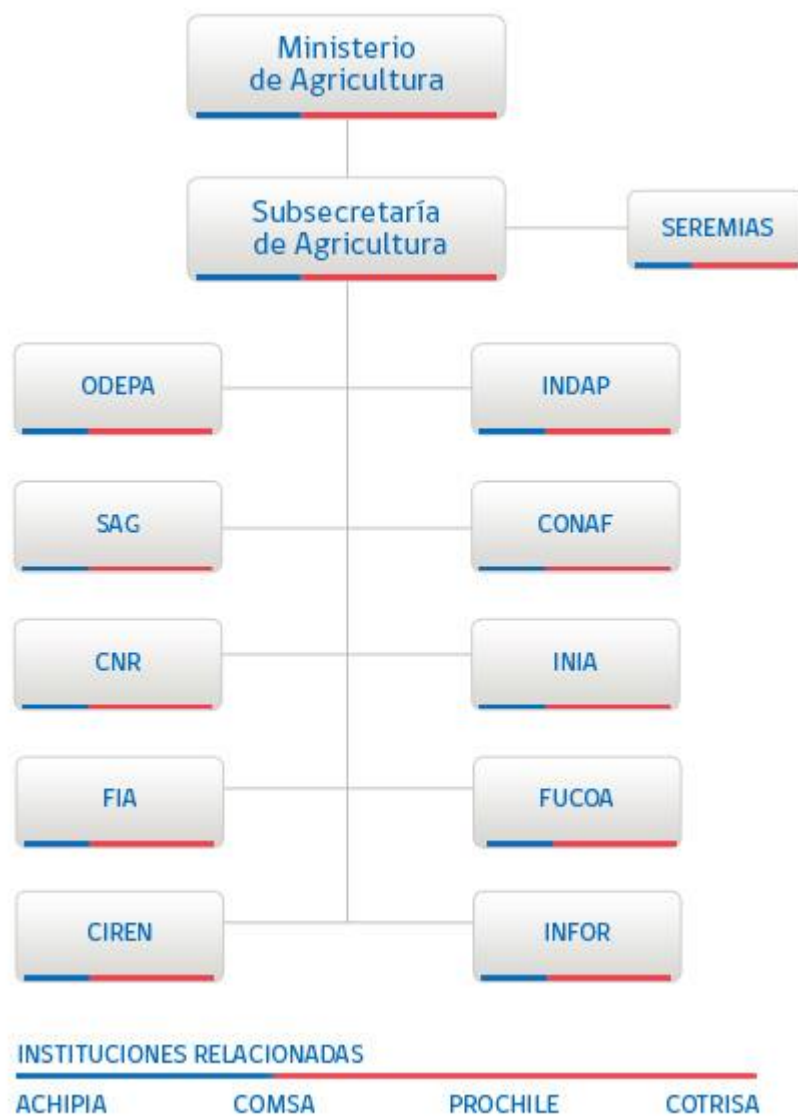 Ministerio
de Agricultura
Subsecretaría
de Agricultura
SEREMIAS
ODEPA
INDAP
SAG
CONAF
CNR
INIA
FIA
FUCOA
CIREN
INFOR
INSTITUCIONES RELACIONADAS
ACHIPIA COMSA PROCHILE COTRISA